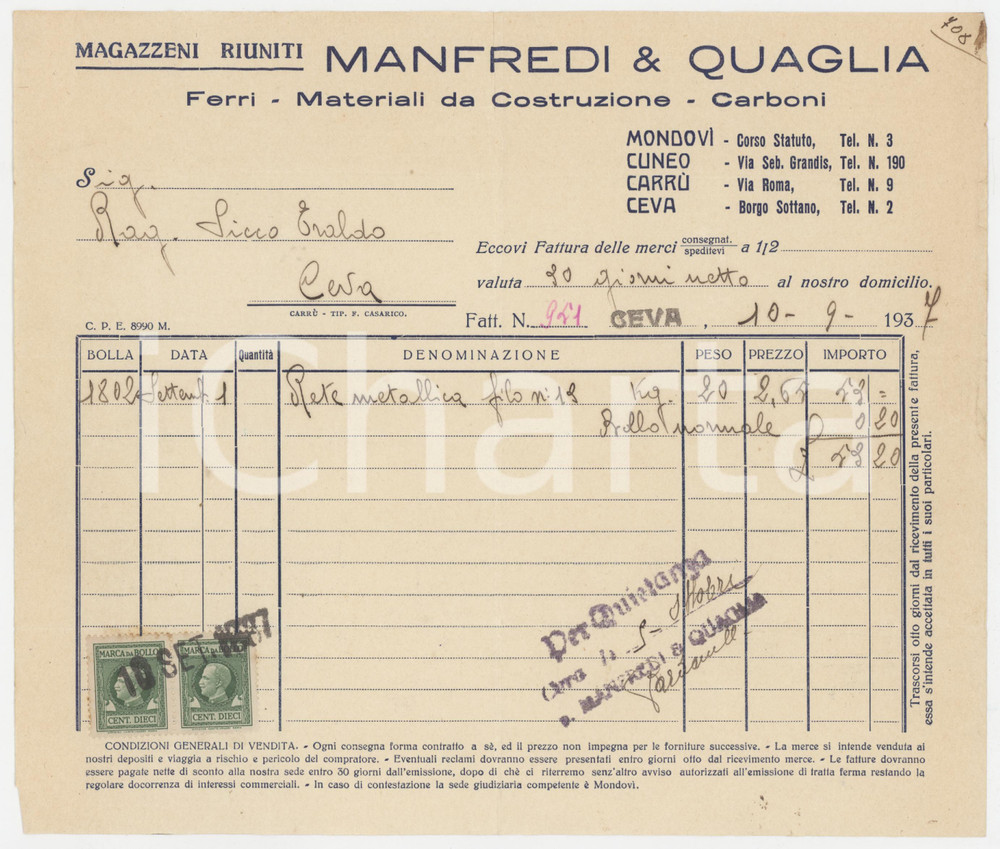 708
MAGAZZENI RIUNITI MANFREDI & QUAGLIA
Ferri - Materiali da Costruzione - Carboni
MONDOVÌ - Corso Statuto, Tel. N. 3
CUNEO - Via Seb. Grandis, Tel. N. 190
CARRÙ - Via Roma, Tel. N. 9
CEVA - Borgo Sottano, Tel. N. 2
Sig.
Rag. Sicco Eraldo
Ceva
CARRÙ - TIP. F. CASARICO.
C. P. E. 8990 M.
Eccovi Fattura delle merci consegnat. speditevi a 1/2
valuta 30 giorni netto al nostro domicilio.
Fatt. N. 951 CEVA, 10 - 9 - 1937
BOLLA DATA Quantità DENOMINAZIONE PESO PREZZO IMPORTO
1802 Settemb. 1 Rete metallica filo n. 13 Kg. 20 2,65 53 =
Bollo normale 0 20
£ 53 20
Trascorsi otto giorni dal ricevimento della presente fattura,
essa s'intende accettata in tutti i suoi particolari.
Per Quietanza
p. MANFREDI & QUAGLIA
10 SET. 1937
MARCA DA BOLLO MARCA DA BOLLO
CENT. DIECI CENT. DIECI
CONDIZIONI GENERALI DI VENDITA. - Ogni consegna forma contratto a sè, ed il prezzo non impegna per le forniture successive. - La merce si intende venduta ai
nostri depositi e viaggia a rischio e pericolo del compratore. - Eventuali reclami dovranno essere presentati entro giorni otto dal ricevimento merce. - Le fatture dovranno
essere pagate nette di sconto alla nostra sede entro 30 giorni dall'emissione, dopo di chè ci riterremo senz'altro avviso autorizzati all'emissione di tratta ferma restando la
regolare docorrenza di interessi commerciali. - In caso di contestazione la sede giudiziaria competente è Mondovì.
iCharta